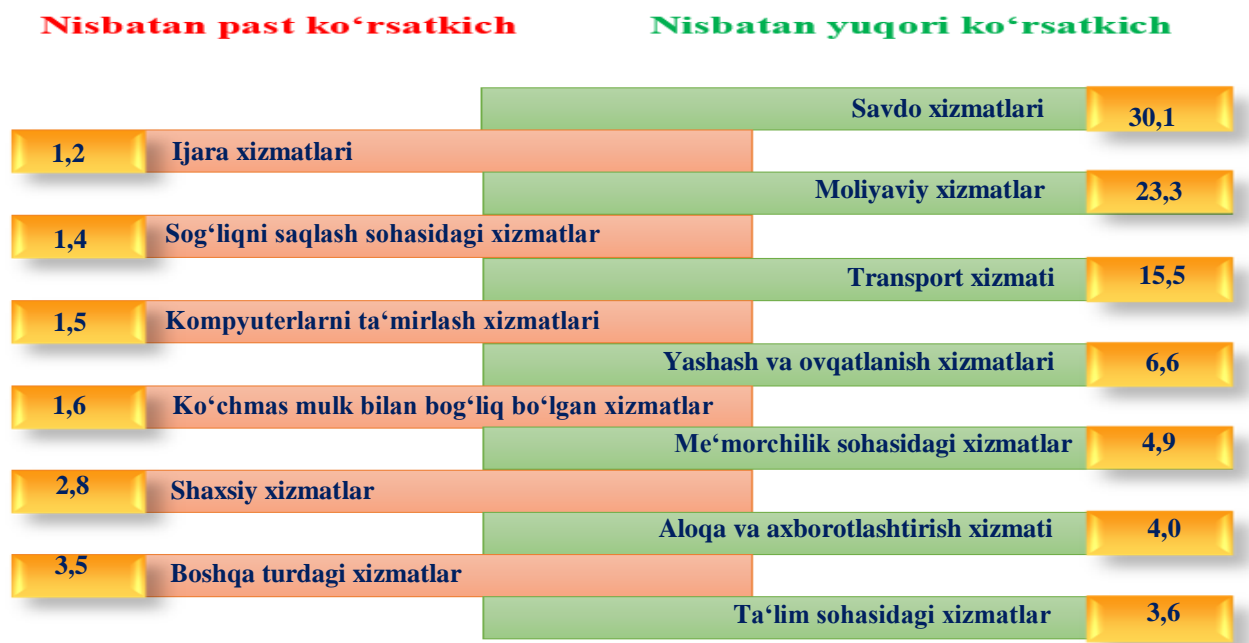 Nisbatan past ko‘rsatkich
Nisbatan yuqori ko‘rsatkich
Savdo xizmatlari 30,1
1,2 Ijara xizmatlari
Moliyaviy xizmatlar 23,3
1,4 Sog‘liqni saqlash sohasidagi xizmatlar
Transport xizmati 15,5
1,5 Kompyuterlarni ta‘mirlash xizmatlari
Yashash va ovqatlanish xizmatlari 6,6
1,6 Ko‘chmas mulk bilan bog‘liq bo‘lgan xizmatlar
Me‘morchilik sohasidagi xizmatlar 4,9
2,8 Shaxsiy xizmatlar
Aloqa va axborotlashtirish xizmati 4,0
3,5 Boshqa turdagi xizmatlar
Ta‘lim sohasidagi xizmatlar 3,6